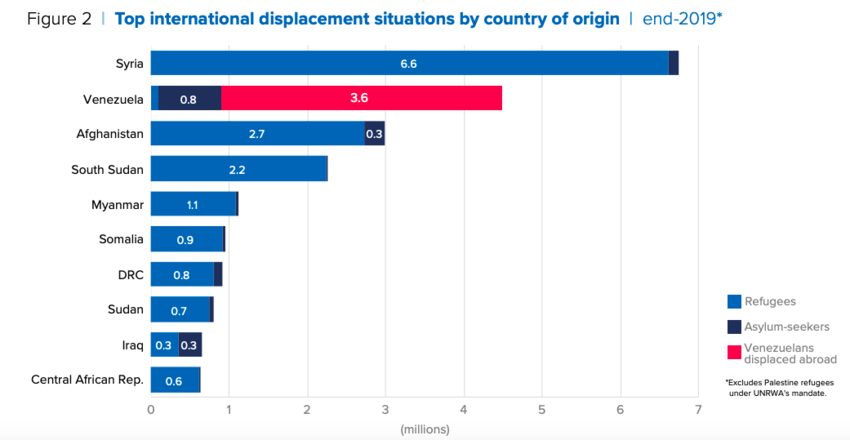 Figure 2 | Top international displacement situations by country of origin | end-2019*
Syria 6.6
Venezuela 0.8 3.6
Afghanistan 2.7 0.3
South Sudan 2.2
Myanmar 1.1
Somalia 0.9
DRC 0.8
Sudan 0.7
Iraq 0.3 0.3
Central African Rep. 0.6
0 1 2 3 4 5 6 7
(millions)
Refugees
Asylum-seekers
Venezuelans
displaced abroad
*Excludes Palestine refugees
under UNRWA's mandate.